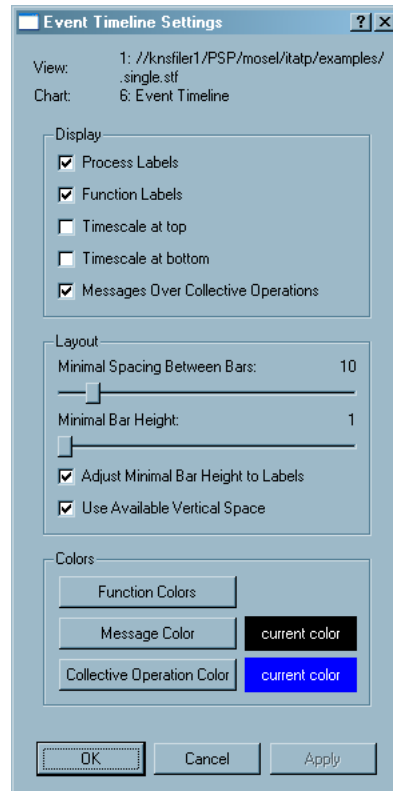 Event Timeline Settings
View: 1: //knsfiler1/PSP/mosel/itatp/examples/
.single.stf
Chart: 6: Event Timeline
Display
Process Labels
Function Labels
Timescale at top
Timescale at bottom
Messages Over Collective Operations
Layout
Minimal Spacing Between Bars: 10
Minimal Bar Height: 1
Adjust Minimal Bar Height to Labels
Use Available Vertical Space
Colors
Function Colors
Message Color current color
Collective Operation Color current color
OK Cancel Apply